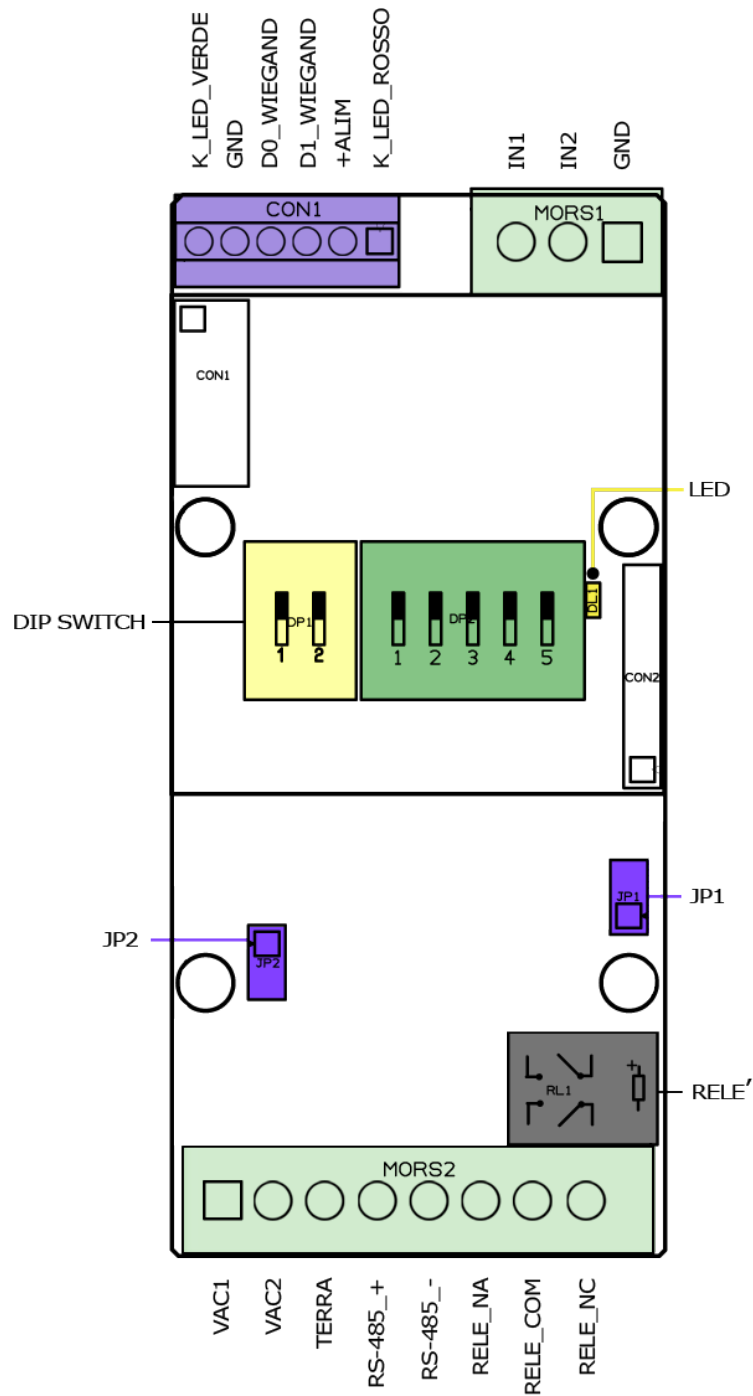 K_LED_VERDE
GND
D0_WIEGAND
D1_WIEGAND
+ALIM
K_LED_ROSSO
IN1
IN2
GND
CON1
MORS1
CON1
LED
DL1
DIP SWITCH
DP1
1 2
DP2
1 2 3 4 5
CON2
JP1
JP1
JP2
JP2
+
RL1
RELE'
MORS2
VAC1
VAC2
TERRA
RS-485_+
RS-485_-
RELE_NA
RELE_COM
RELE_NC